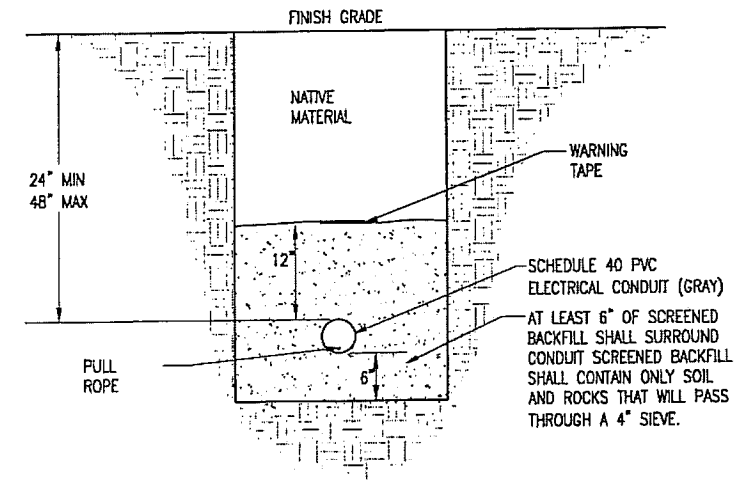 FINISH GRADE
NATIVE
MATERIAL
WARNING
TAPE
24" MIN
48" MAX
12"
SCHEDULE 40 PVC
ELECTRICAL CONDUIT (GRAY)
AT LEAST 6" OF SCREENED
BACKFILL SHALL SURROUND
CONDUIT SCREENED BACKFILL
SHALL CONTAIN ONLY SOIL
AND ROCKS THAT WILL PASS
THROUGH A 4" SIEVE.
PULL
ROPE
6"